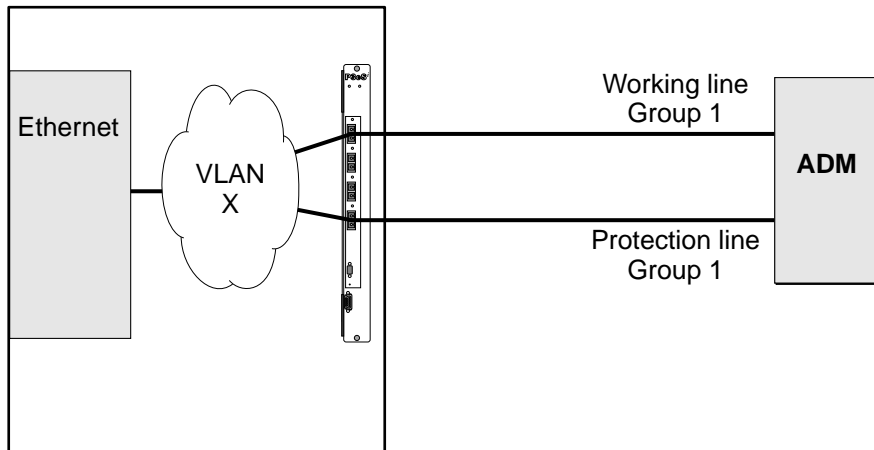 Ethernet
VLAN
X
Working line
Group 1
ADM
Protection line
Group 1